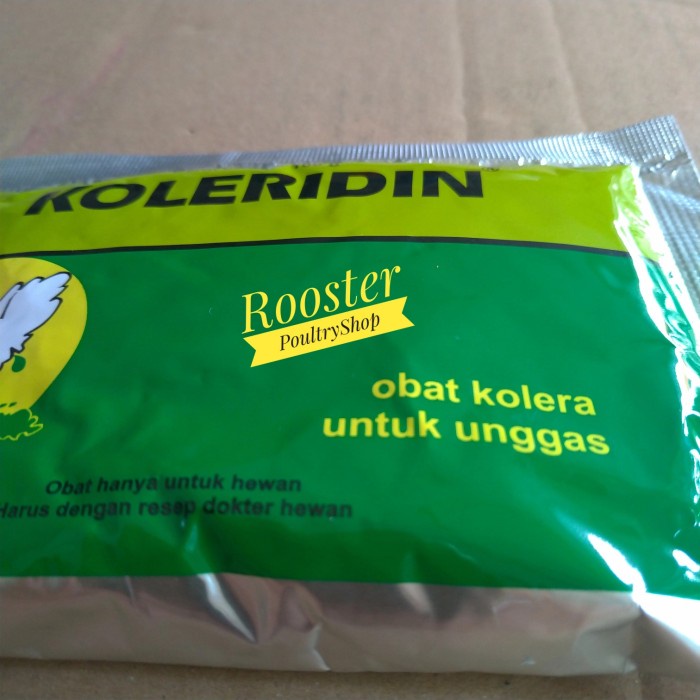 KOLERIDIN
Rooster
PoultryShop
obat kolera
untuk unggas
Obat hanya untuk hewan
Harus dengan resep dokter hewan